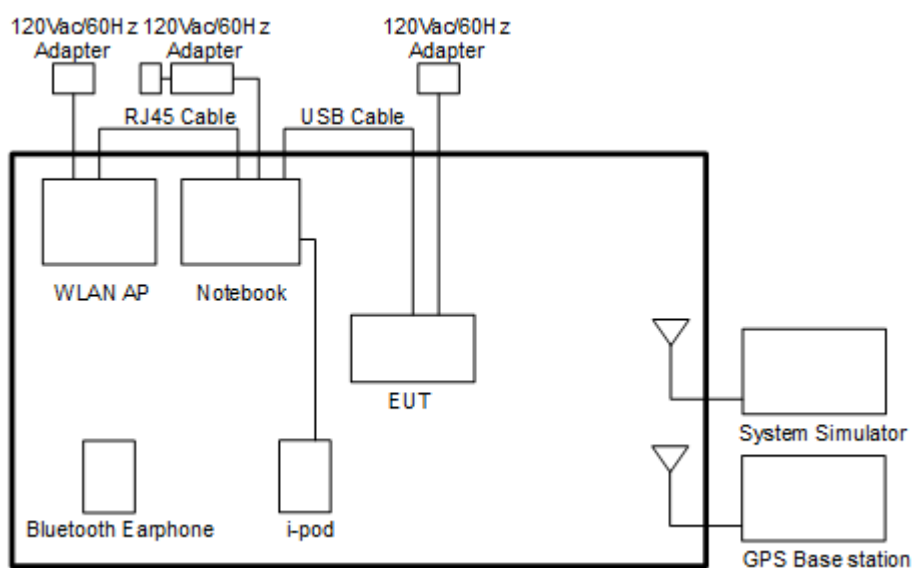 120Vac/60Hz
Adapter
120Vac/60Hz
Adapter
120Vac/60Hz
Adapter
RJ45 Cable
USB Cable
WLAN AP
Notebook
EUT
System Simulator
Bluetooth Earphone
i-pod
GPS Base station